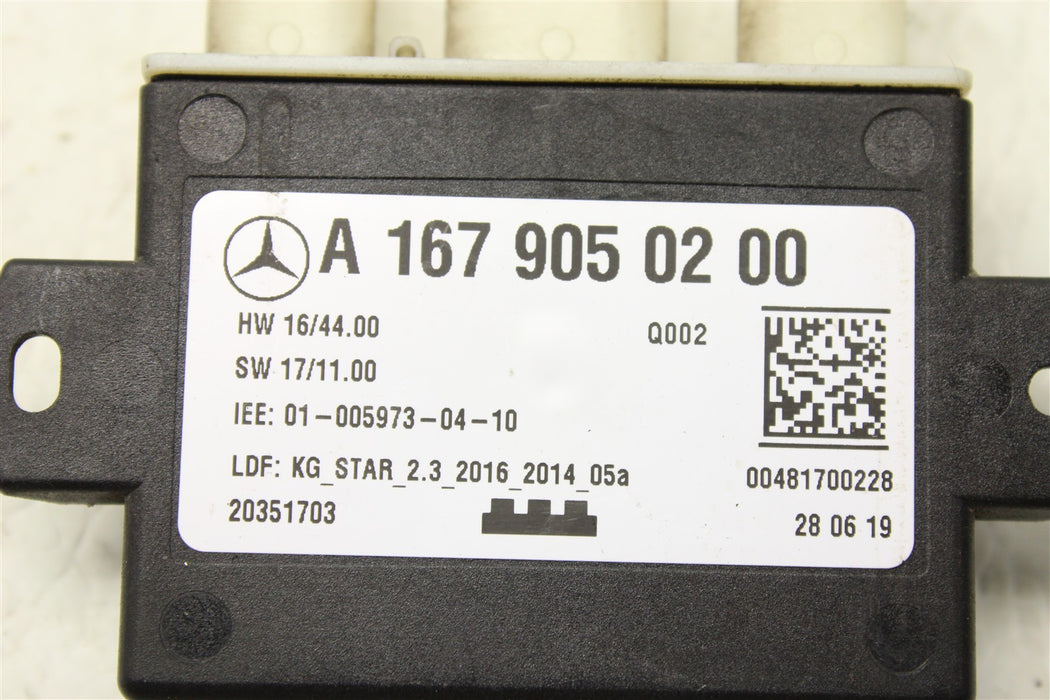 A 167 905 02 00
HW 16/44.00
Q002
SW 17/11.00
IEE: 01-005973-04-10
LDF: KG_STAR_2.3_2016_2014_05a
00481700228
20351703
28 06 19